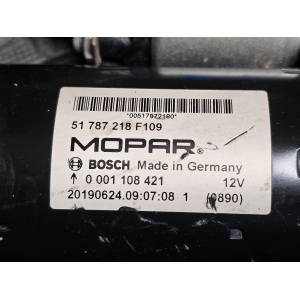 *00517872180*
51 787 218 F109
MOPAR®
BOSCH Made in Germany
↑ 0 001 108 421 12V
20190624.09:07:08 1 (0890)